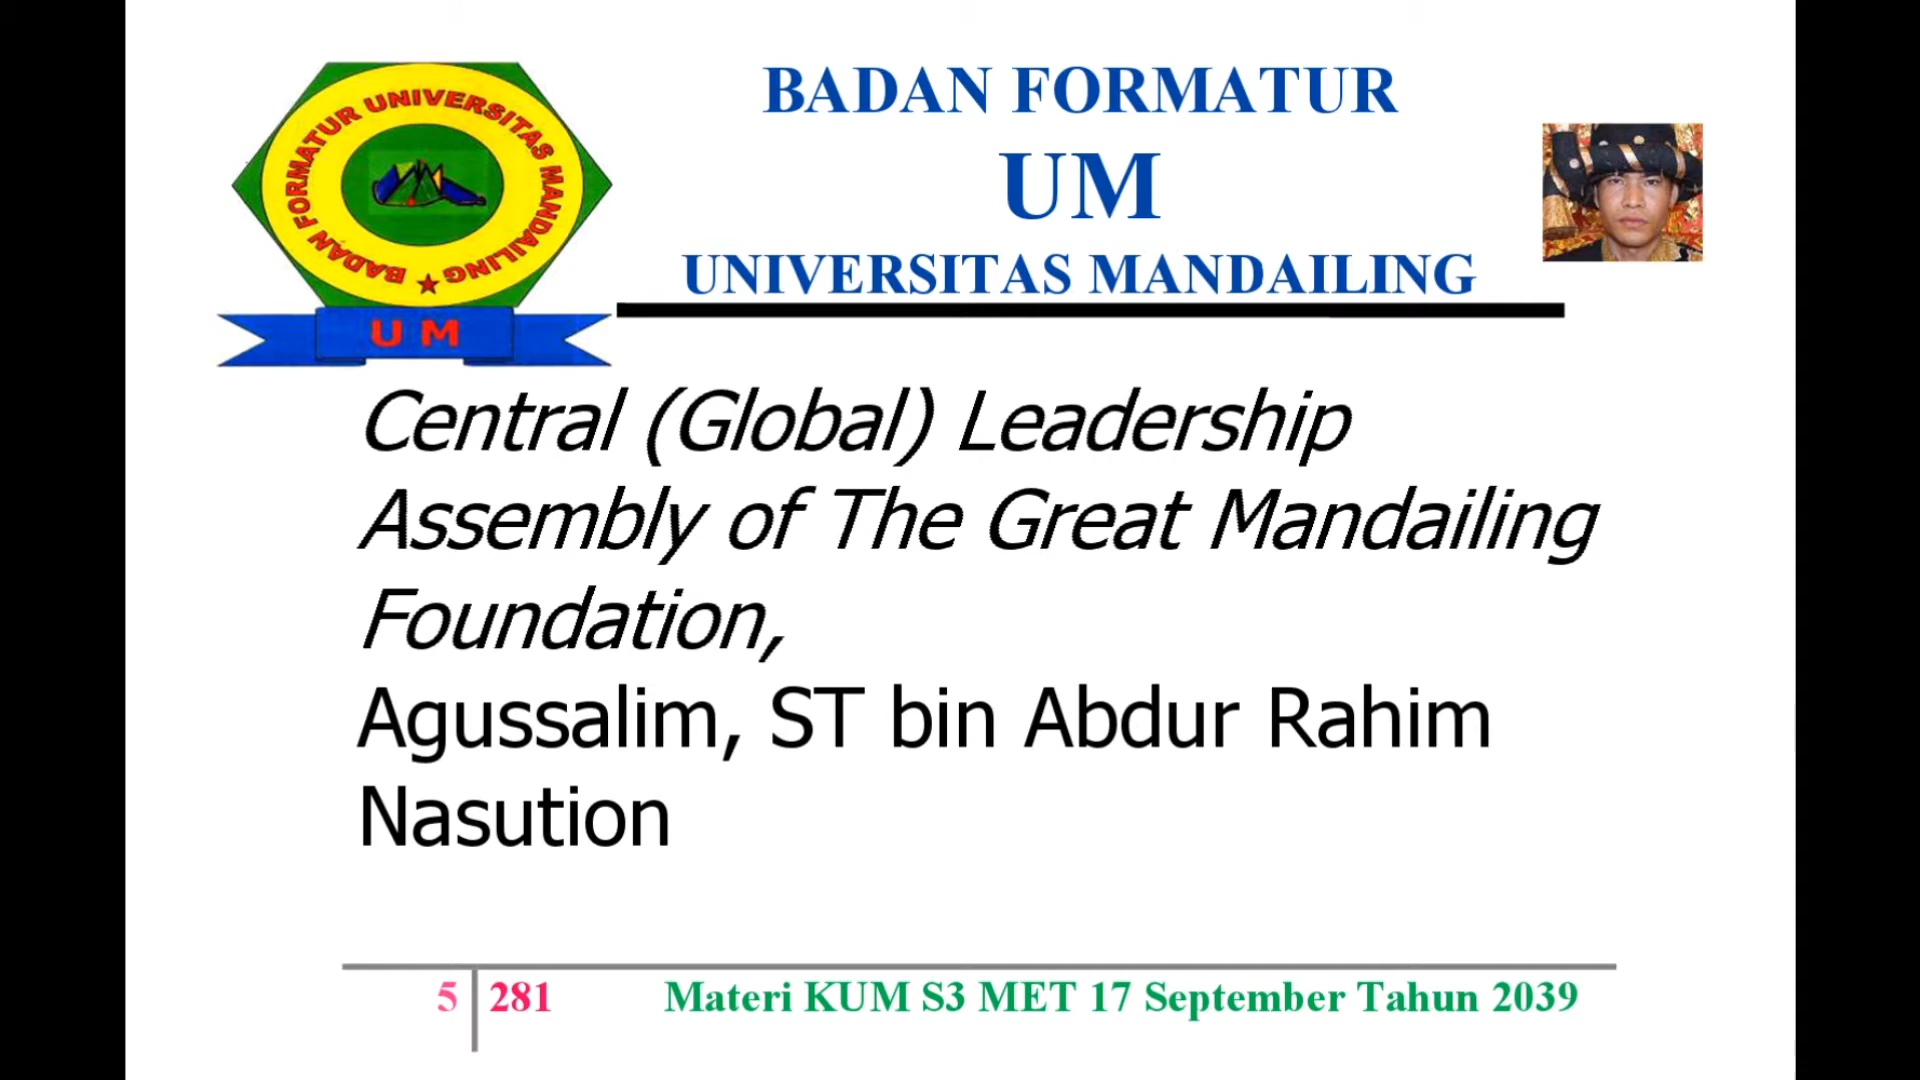 BADAN FORMATUR UNIVERSITAS MANDAILING
U M
BADAN FORMATUR
UM
UNIVERSITAS MANDAILING
Central (Global) Leadership
Assembly of The Great Mandailing
Foundation,
Agussalim, ST bin Abdur Rahim
Nasution
5 281 Materi KUM S3 MET 17 September Tahun 2039